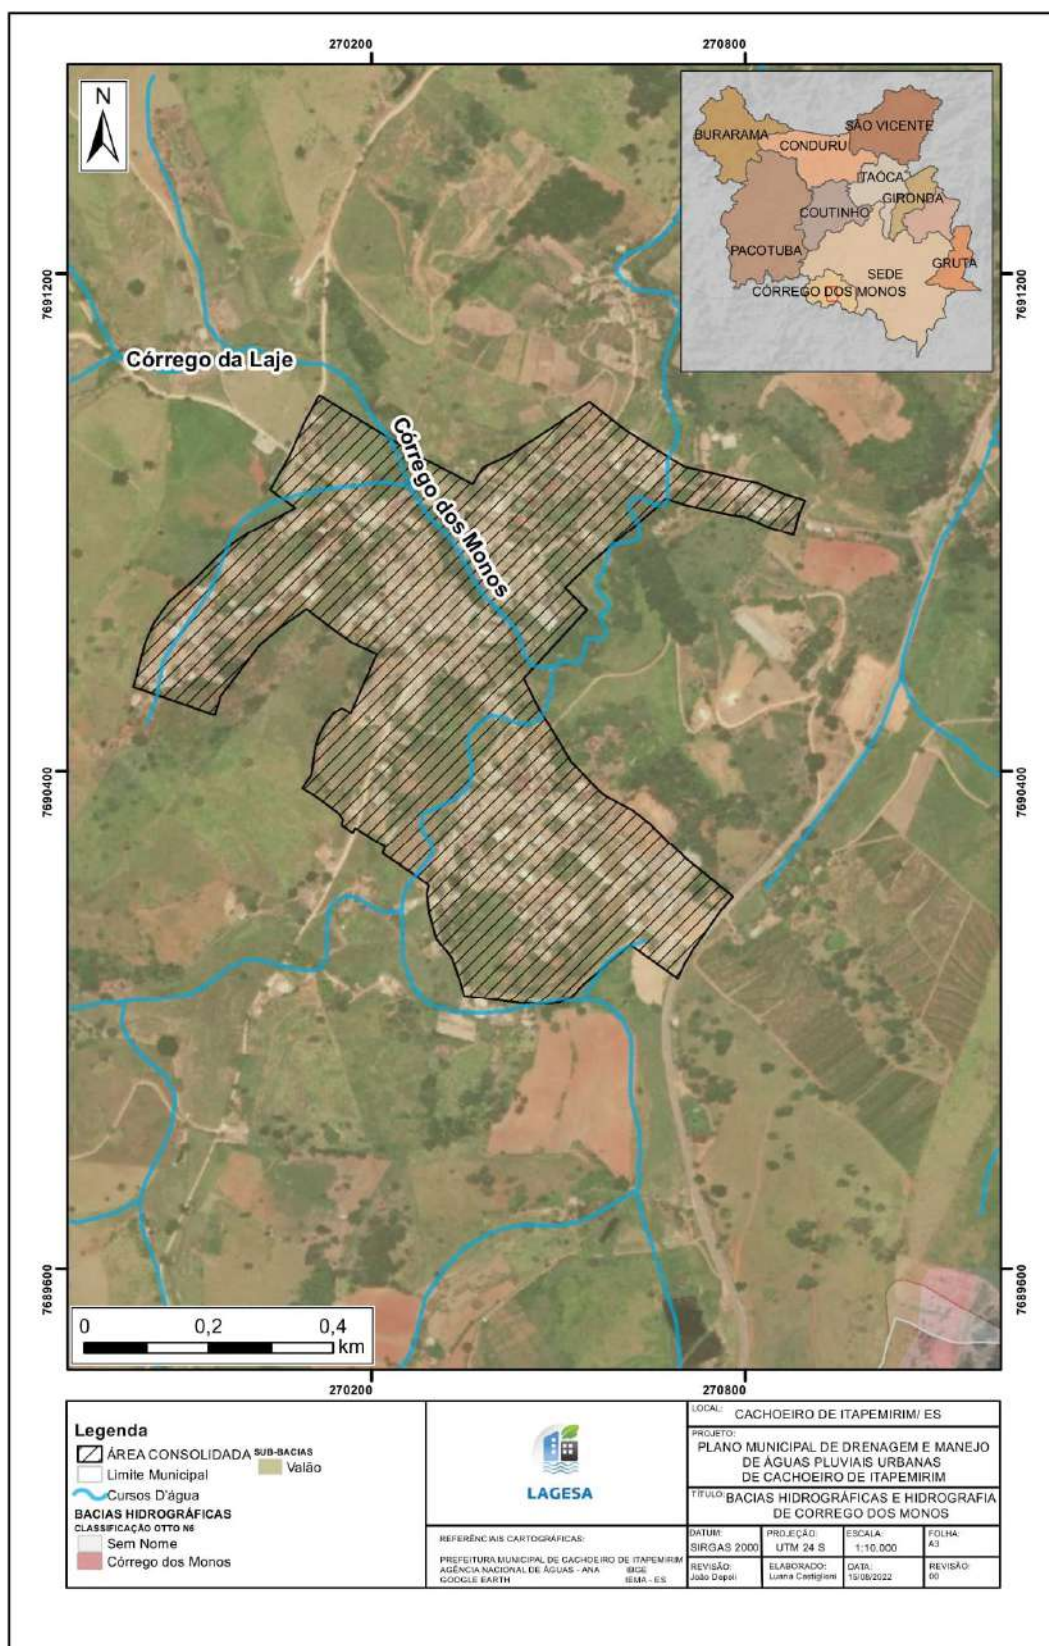 270200
270800
N
BURARAMA
SÃO VICENTE
CONDURU
TAÓCA
GIRONDA
COUTINHO
PACOTUBA
GRUTA
SEDE
CÓRREGO DOS MONOS
7691200
7691200
Córrego da Laje
Córrego dos Monos
7690400
7690400
7689600
7689600
0 0,2 0,4
km
270200
270800
Legenda
ÁREA CONSOLIDADA
Limite Municipal
Cursos D'água
BACIAS HIDROGRÁFICAS
CLASSIFICAÇÃO OTTO N6
Sem Nome
Córrego dos Monos
SUB-BACIAS
Valão
LAGESA
REFERÊNCIAIS CARTOGRÁFICAS:
PREFEITURA MUNICIPAL DE CACHOEIRO DE ITAPEMIRIM
AGÊNCIA NACIONAL DE ÁGUAS - ANA IBGE
GOOGLE EARTH IEMA - ES
LOCAL: CACHOEIRO DE ITAPEMIRIM/ ES
PROJETO:
PLANO MUNICIPAL DE DRENAGEM E MANEJO
DE ÁGUAS PLUVIAIS URBANAS
DE CACHOEIRO DE ITAPEMIRIM
TÍTULO: BACIAS HIDROGRÁFICAS E HIDROGRAFIA
DE CORREGO DOS MONOS
DATUM: PROJEÇÃO: ESCALA: FOLHA:
SIRGAS 2000 UTM 24 S 1:10.000 A3
REVISÃO: ELABORADO: DATA: REVISÃO:
João Depoli Luana Castiglioni 15/08/2022 00